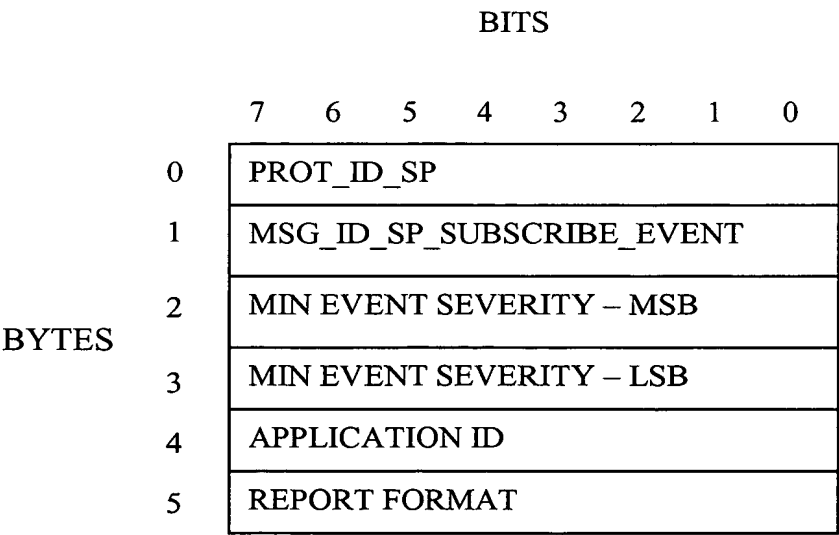 BITS
7 6 5 4 3 2 1 0
0 PROT_ID_SP
1 MSG_ID_SP_SUBSCRIBE_EVENT
2 MIN EVENT SEVERITY – MSB
BYTES
3 MIN EVENT SEVERITY – LSB
4 APPLICATION ID
5 REPORT FORMAT